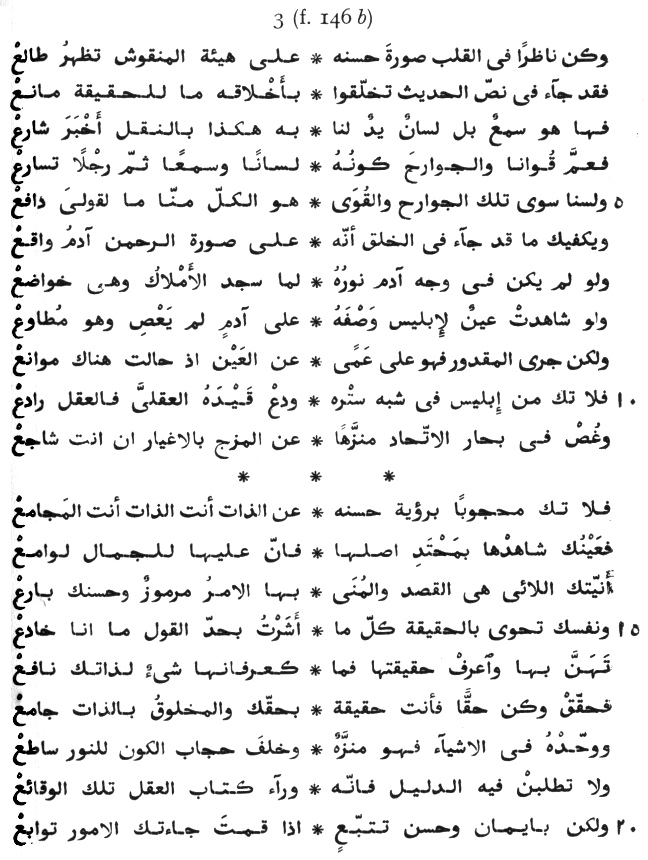 3 (f. 146 b)
وكن ناظرًا فى القلب صورةَ حسنه * على هيئة المنقوش تظهرُ طالعْ
فقد جآء فى نصّ الحديث تخلّقوا * بأَخْلاقه ما للحقيقة مانعْ
فها هو سمعٌ بل لسانٌ يدٌ لنا * به هكذا بالنقل أَخْبَرَ شارعْ
فعمَّ قُوانا والجوارحَ كونُهُ * لسانًا وسمعًا ثمّ رجْلًا تسارعْ
٥ ولسنا سوى تلك الجوارح والقُوَى * هو الكلّ منّا ما لقولىَ دافعْ
ويكفيك ما قد جآء فى الخلق أنّه * على صورة الرحمن آدمُ واقعْ
ولو لم يكن فى وجه آدم نورُهُ * لما سجد الأَمْلاكُ وهى خواضعْ
ولو شاهدتْ عينٌ لإبليس وَصْفَهُ * على آدمٍ لم يَعْصِ وهو مُطاوعْ
ولكن جرى المقدور فهو على عَمًى * عن العَيْن اذ حالت هناك موانعْ
١٠ فلا تك من إبليس فى شبه ستْره * ودعْ قَيْدَهُ العقلىَّ فالعقل رادعْ
وغُصْ فى بحار الاتّحاد منزَّهًا * عن المزج بالاغيار ان انت شاجعْ
* * *
فلا تك محجوبًا برؤية حسنه * عن الذات أنت الذات أنت المَجامعْ
فعَيْنُك شاهدْها بمَحْتَدِ اصلها * فانّ عليها للجمال لوامعْ
أَنيّتك اللائى هى القصد والمُنَى * بها الامرُ مرموزٌ وحسنك بارعْ
١٥ ونفسك تحوى بالحقيقة كلّ ما * أَشَرْتُ بحدّ القول ما انا خادعْ
تَهَنَّ بها وٱعرفْ حقيقتها فما * كعرفانها شىءٌ لذاتك نافعْ
فحقّقْ وكن حقًّا فأنت حقيقة * بحقّك والمخلوقُ بالذات جامعْ
ووحّدْهُ فى الاشيآء فهو منزَّهٌ * وخلفَ حجاب الكون للنور ساطعْ
ولا تطلبنْ فيه الدليل فانّه * ورآء كتاب العقل تلك الوقائعْ
٢٠ ولكن بايمان وحسن تتبّعٍ * اذا قمتَ جاءتك الامور توابعْ